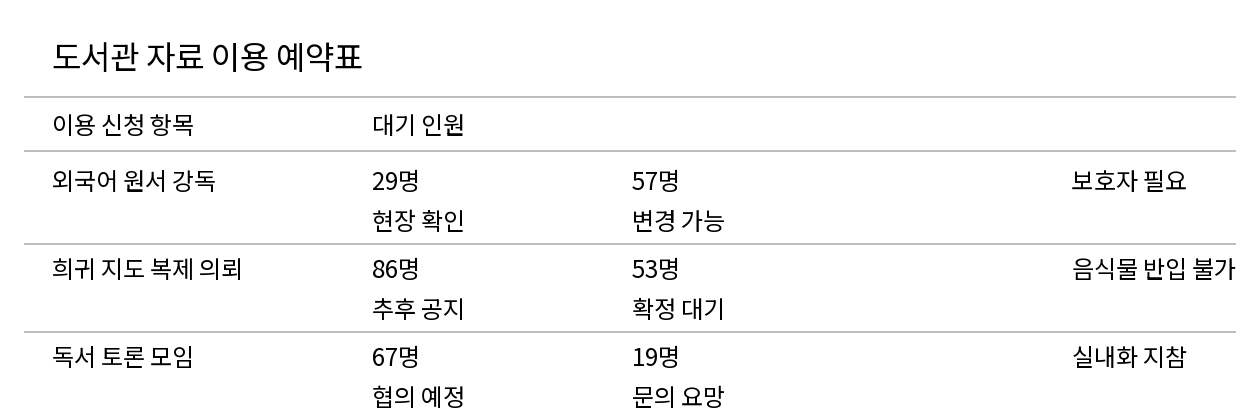 도서관 자료 이용 예약표
이용 신청 항목 대기 인원
외국어 원서 강독 29명 57명 보호자 필요
현장 확인 변경 가능
희귀 지도 복제 의뢰 86명 53명 음식물 반입 불가
추후 공지 확정 대기
독서 토론 모임 67명 19명 실내화 지참
협의 예정 문의 요망